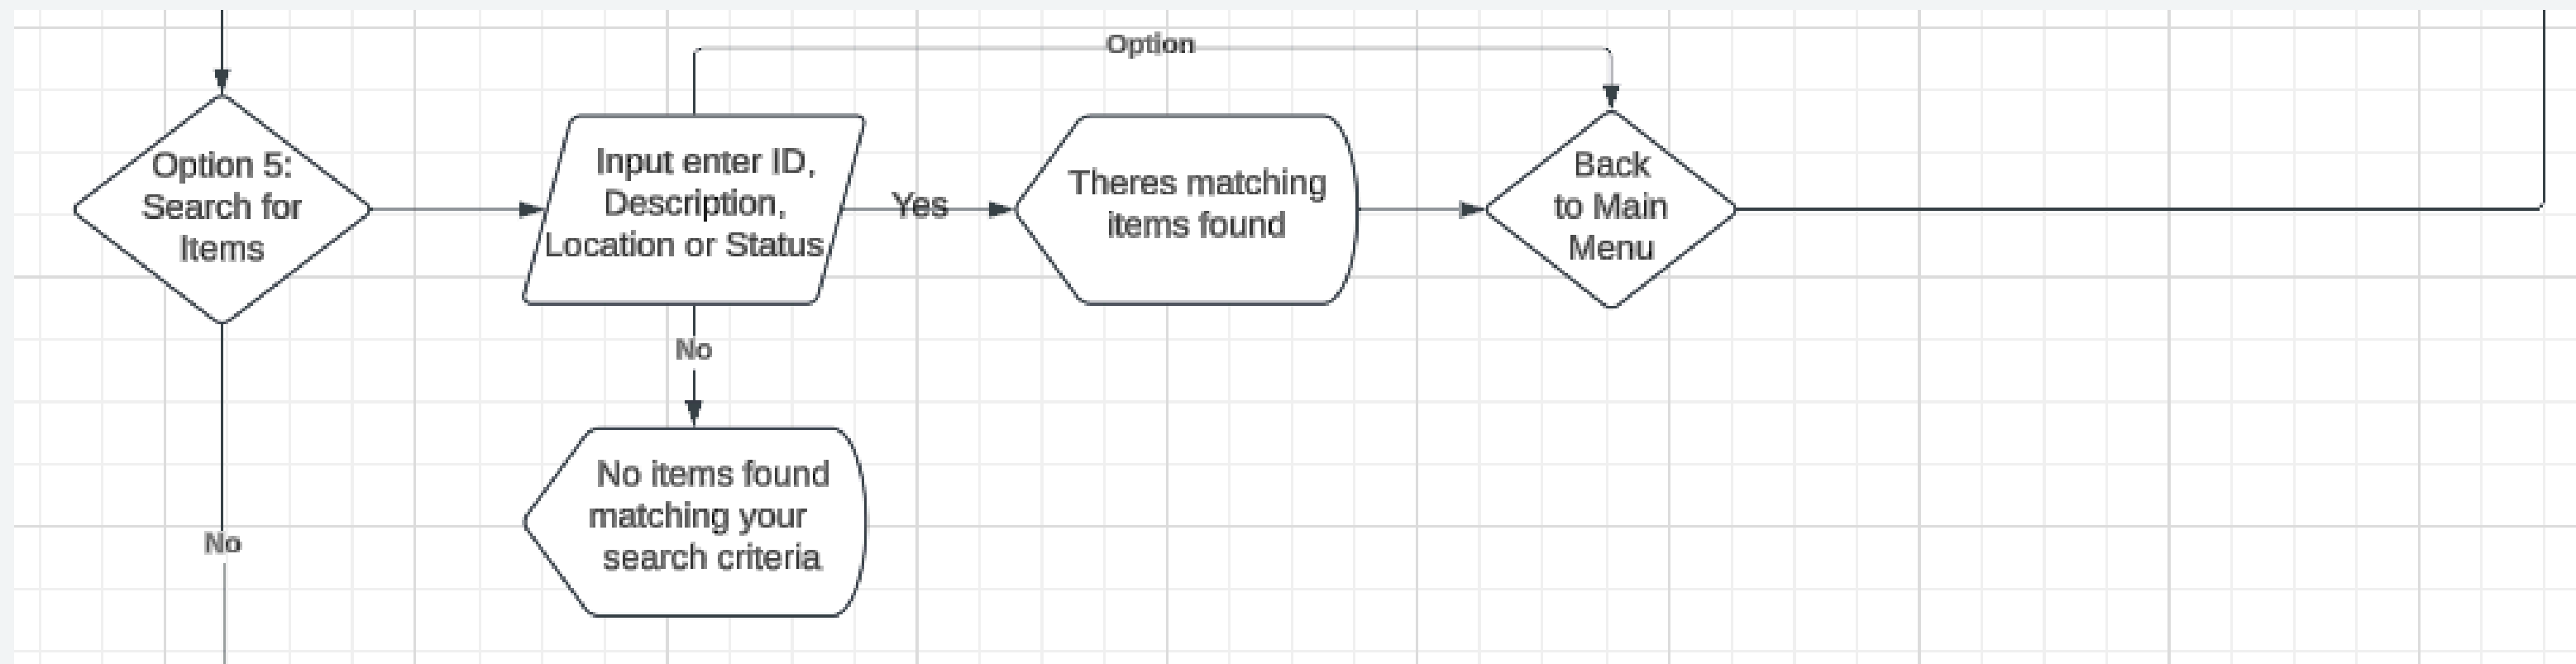 Option
Option 5:
Search for
Items
Input enter ID,
Description,
Location or Status
Yes
Theres matching
items found
Back
to Main
Menu
No
No items found
matching your
search criteria
No